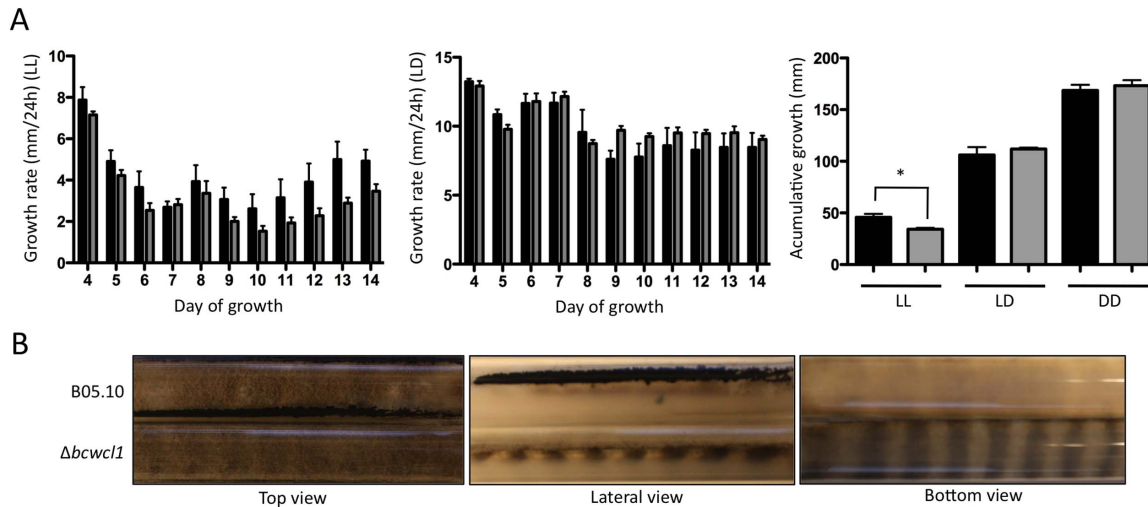 A
Growth rate (mm/24h) (LL)
10
8
6
4
2
0
4 5 6 7 8 9 10 11 12 13 14
Day of growth
Growth rate (mm/24h) (LD)
15
10
5
0
4 5 6 7 8 9 10 11 12 13 14
Day of growth
Acumulative growth (mm)
200
150
100
50
0
*
LL LD DD
B
B05.10
Δbcwcl1
Top view
Lateral view
Bottom view